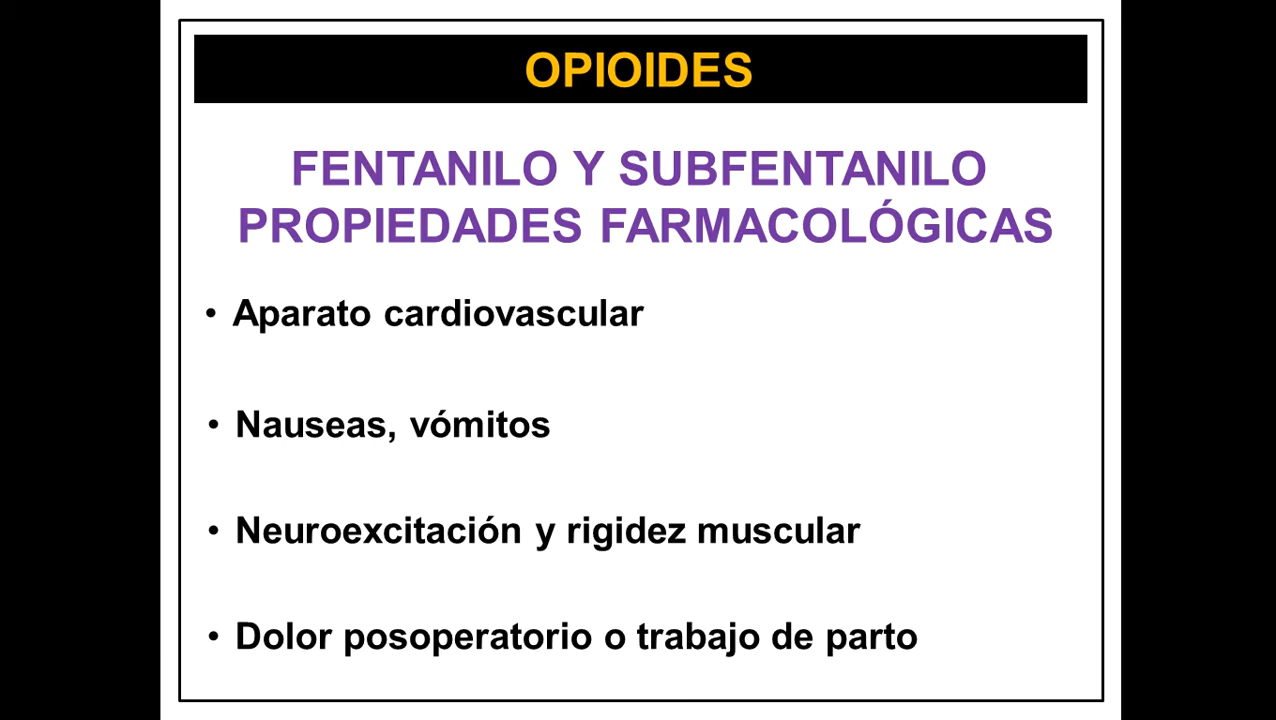 OPIOIDES
FENTANILO Y SUBFENTANILO
PROPIEDADES FARMACOLÓGICAS
• Aparato cardiovascular
• Nauseas, vómitos
• Neuroexcitación y rigidez muscular
• Dolor posoperatorio o trabajo de parto